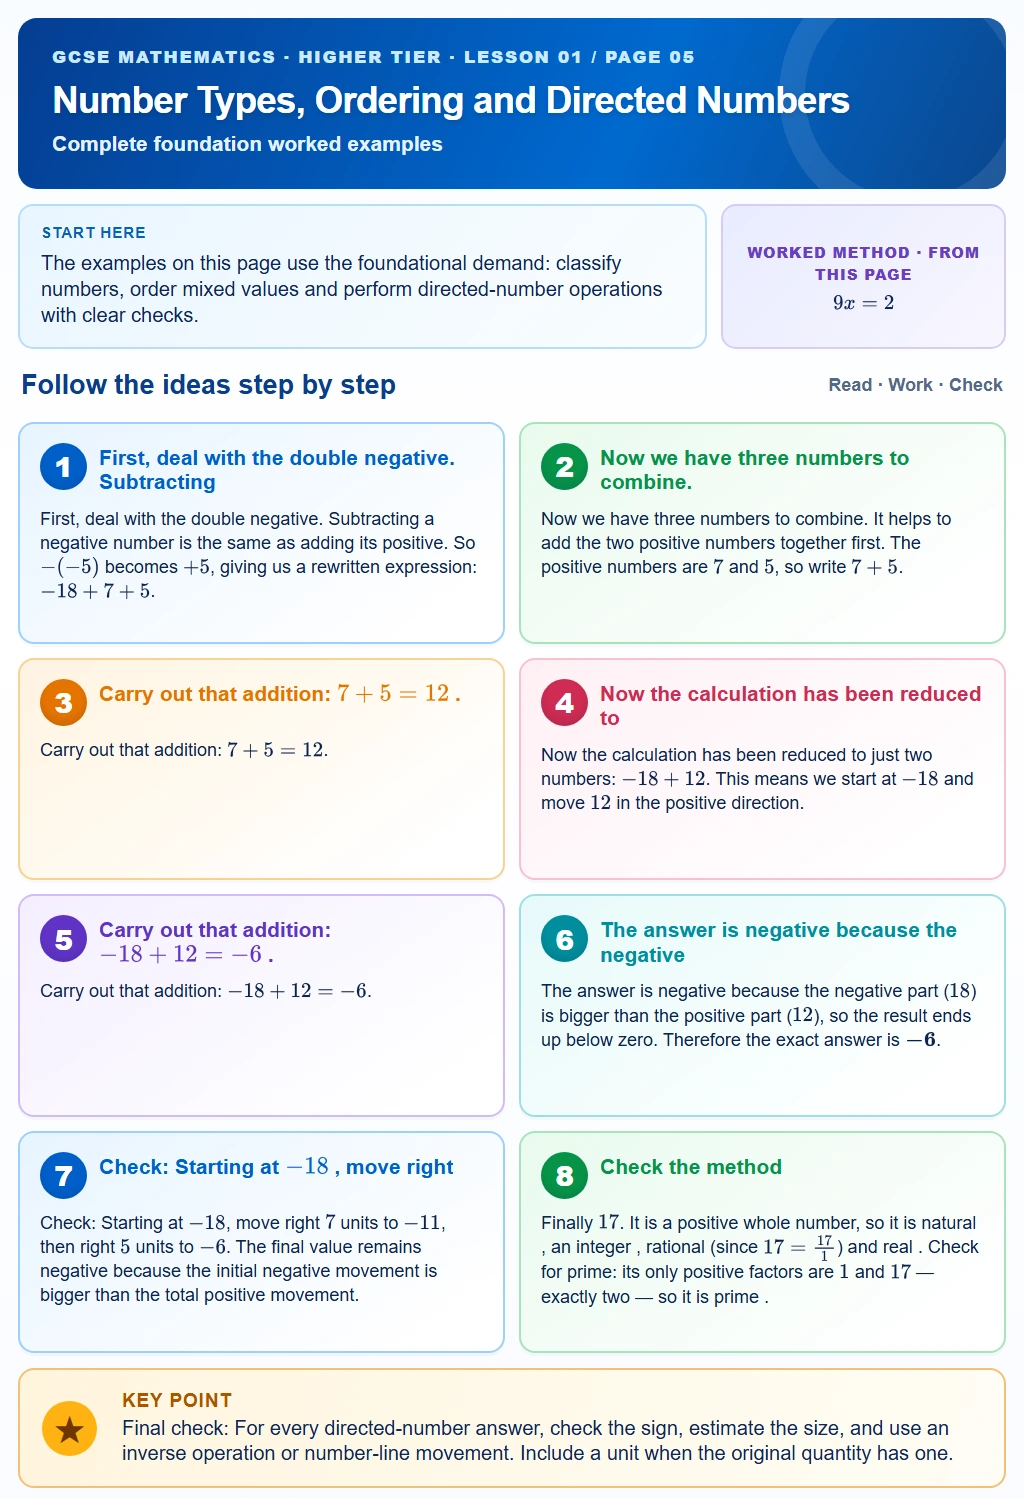 GCSE MATHEMATICS · HIGHER TIER · LESSON 01 / PAGE 05
Number Types, Ordering and Directed Numbers
Complete foundation worked examples
START HERE
The examples on this page use the foundational demand: classify
numbers, order mixed values and perform directed-number operations
with clear checks.
WORKED METHOD · FROM
THIS PAGE
9x = 2
Follow the ideas step by step
Read · Work · Check
1
First, deal with the double negative.
Subtracting
First, deal with the double negative. Subtracting a
negative number is the same as adding its positive. So
−(−5) becomes +5, giving us a rewritten expression:
−18 + 7 + 5.
2
Now we have three numbers to
combine.
Now we have three numbers to combine. It helps to
add the two positive numbers together first. The
positive numbers are 7 and 5, so write 7 + 5.
3
Carry out that addition: 7 + 5 = 12 .
Carry out that addition: 7 + 5 = 12.
4
Now the calculation has been reduced
to
Now the calculation has been reduced to just two
numbers: −18 + 12. This means we start at −18 and
move 12 in the positive direction.
5
Carry out that addition:
−18 + 12 = −6 .
Carry out that addition: −18 + 12 = −6.
6
The answer is negative because the
negative
The answer is negative because the negative part (18)
is bigger than the positive part (12), so the result ends
up below zero. Therefore the exact answer is −6.
7
Check: Starting at −18 , move right
Check: Starting at −18, move right 7 units to −11,
then right 5 units to −6. The final value remains
negative because the initial negative movement is
bigger than the total positive movement.
8
Check the method
Finally 17. It is a positive whole number, so it is natural
, an integer , rational (since 17 = 17/1) and real . Check
for prime: its only positive factors are 1 and 17 —
exactly two — so it is prime .
KEY POINT
Final check: For every directed-number answer, check the sign, estimate the size, and use an
inverse operation or number-line movement. Include a unit when the original quantity has one.